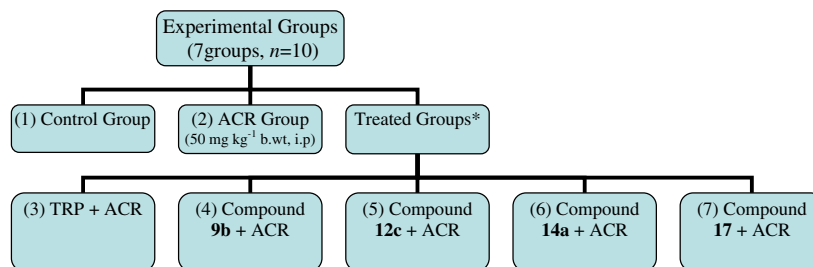 Experimental Groups
(7groups, n=10)
(1) Control Group
(2) ACR Group
(50 mg kg⁻¹ b.wt, i.p)
Treated Groups*
(3) TRP + ACR
(4) Compound
9b + ACR
(5) Compound
12c + ACR
(6) Compound
14a + ACR
(7) Compound
17 + ACR